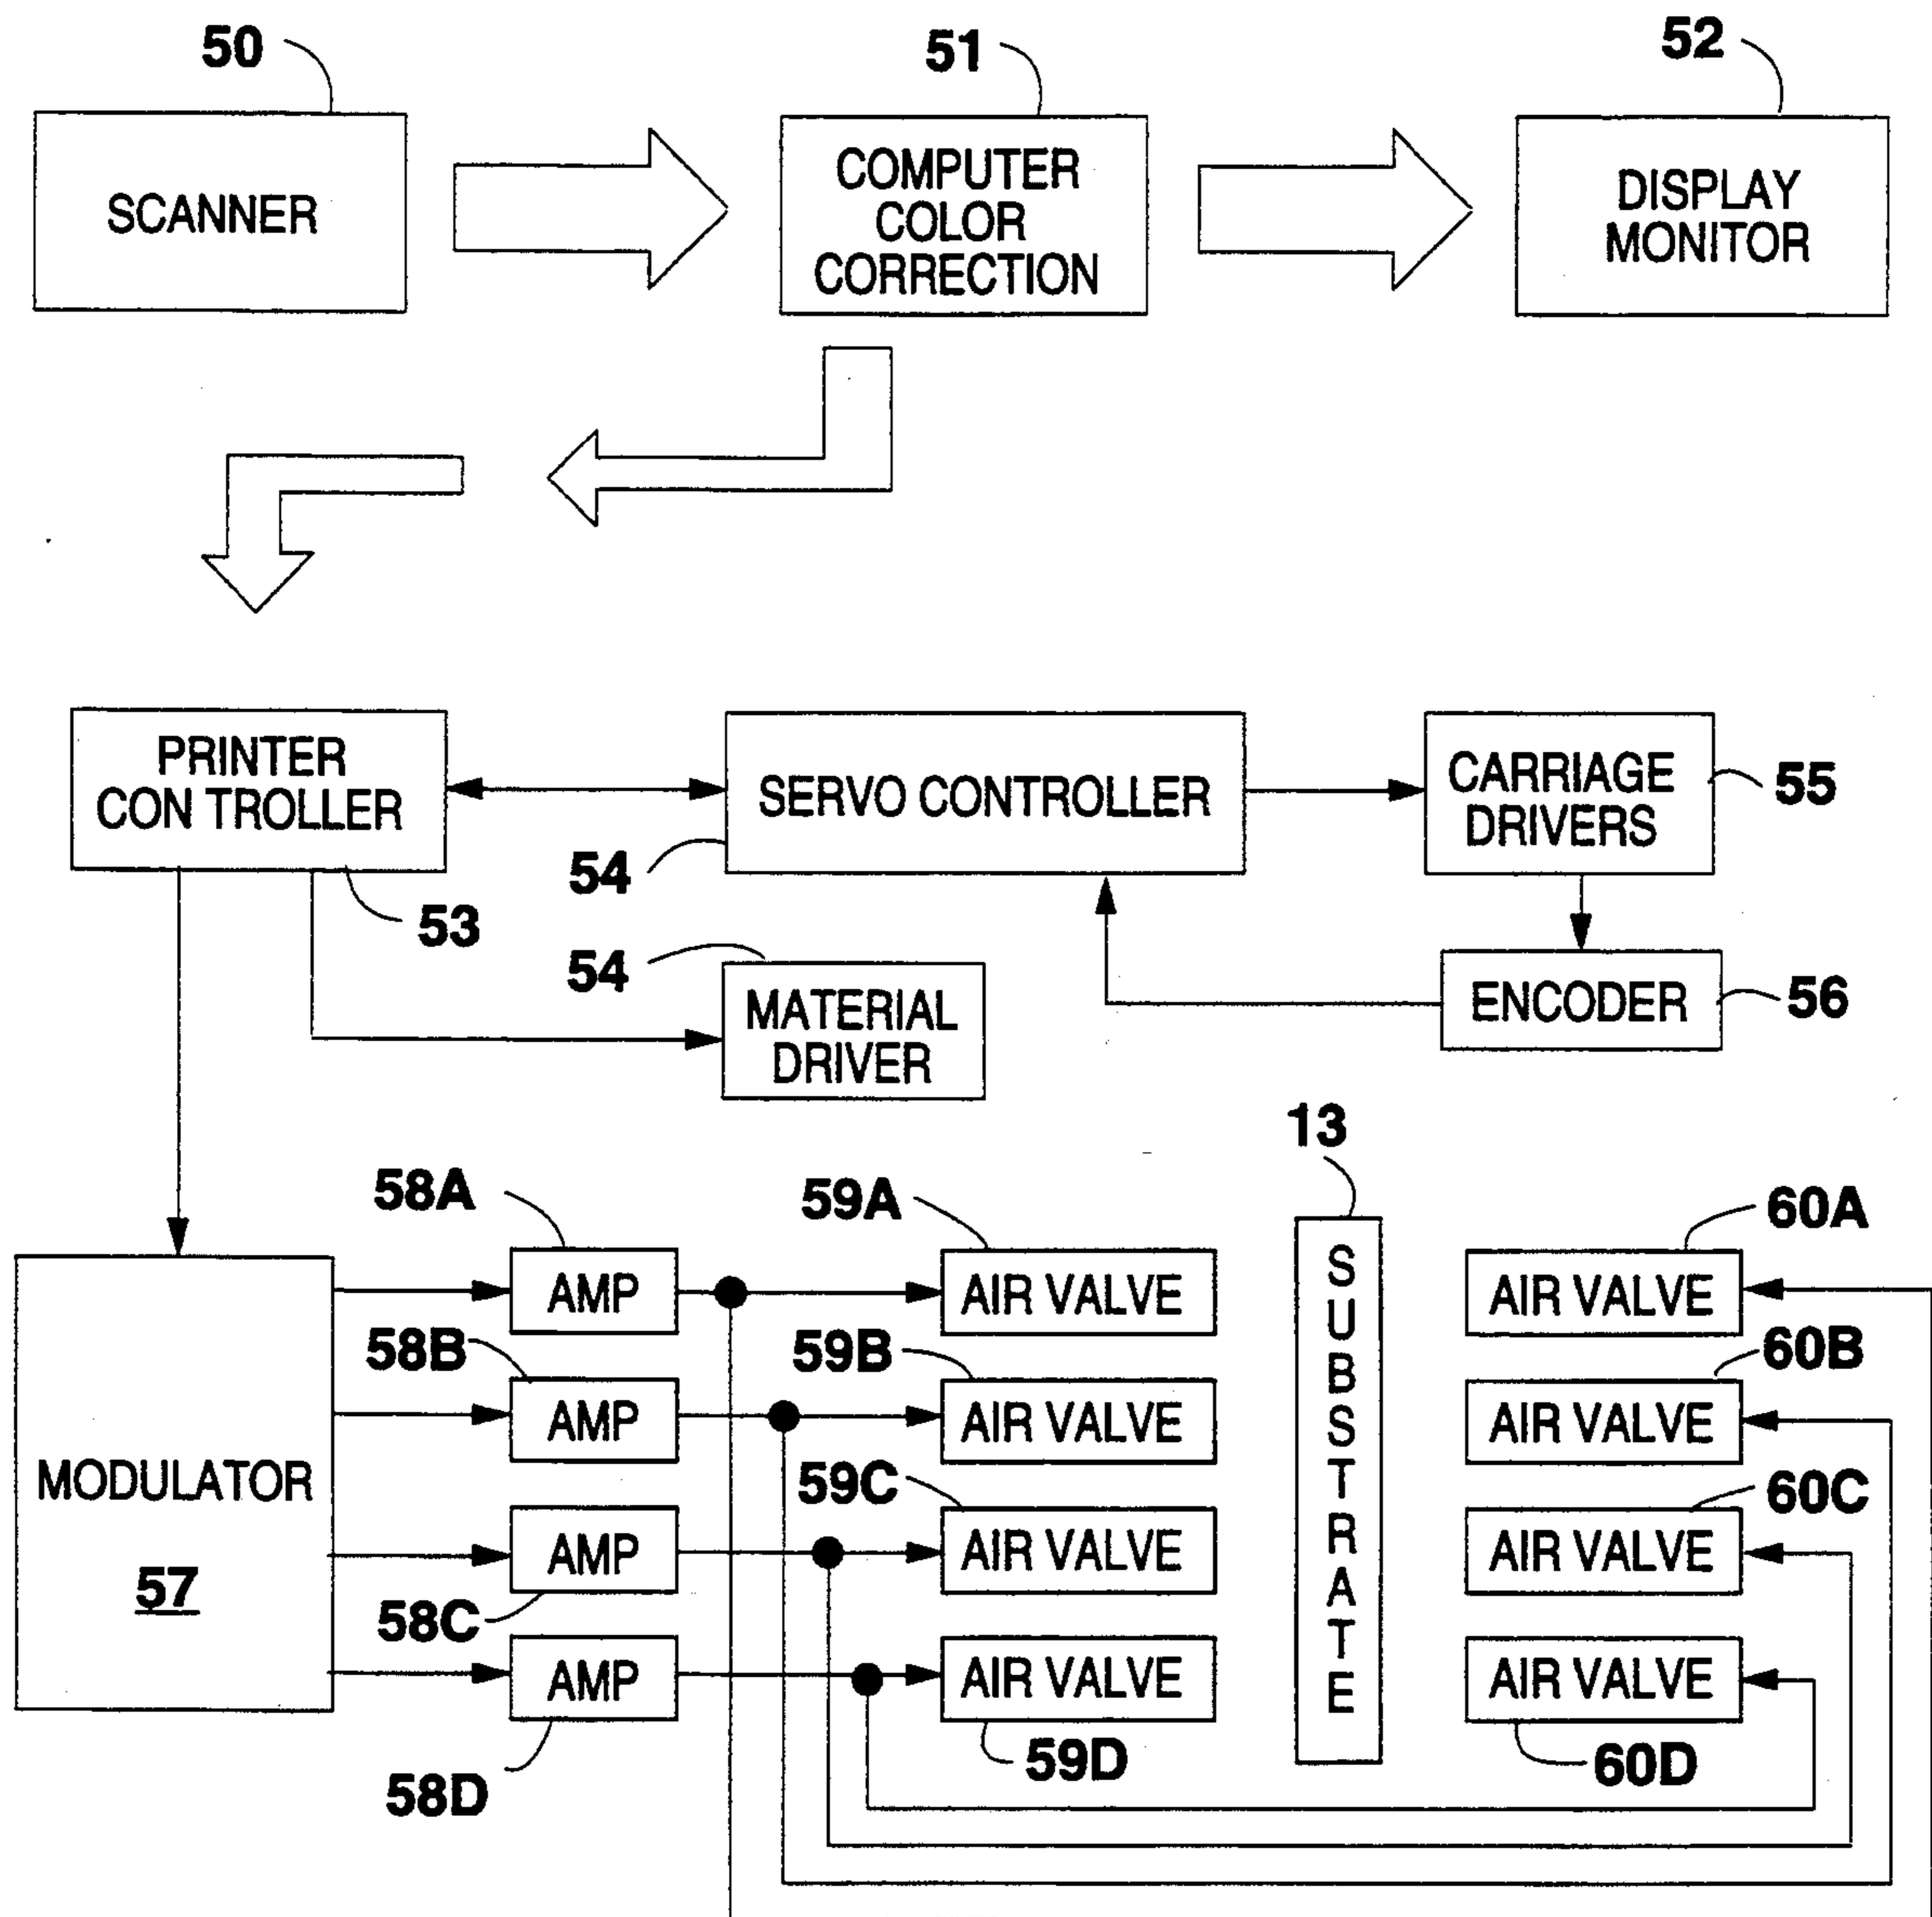 50
51
52
SCANNER
COMPUTER
COLOR
CORRECTION
DISPLAY
MONITOR
PRINTER
CON TROLLER
53
SERVO CONTROLLER
54
CARRIAGE
DRIVERS
55
54
MATERIAL
DRIVER
ENCODER
56
13
58A
59A
60A
AMP
AIR VALVE
AIR VALVE
58B
59B
60B
AMP
AIR VALVE
AIR VALVE
MODULATOR
57
59C
60C
AMP
AIR VALVE
AIR VALVE
58C
AMP
AIR VALVE
AIR VALVE
58D
59D
60D
SUBSTRATE